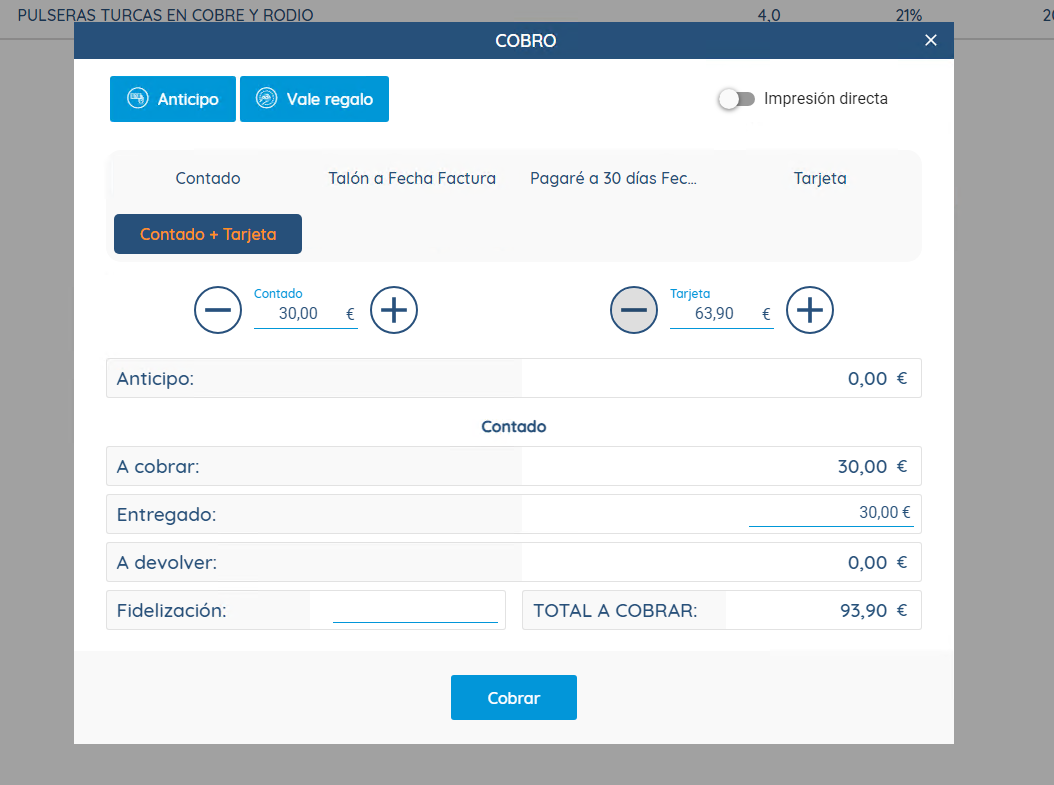 PULSERAS TURCAS EN COBRE Y RODIO 4,0 21%
COBRO
Anticipo Vale regalo Impresión directa
Contado Talón a Fecha Factura Pagaré a 30 días Fec... Tarjeta
Contado + Tarjeta
Contado Tarjeta
30,00 € 63,90 €
Anticipo: 0,00 €
Contado
A cobrar: 30,00 €
Entregado: 30,00 €
A devolver: 0,00 €
Fidelización: TOTAL A COBRAR: 93,90 €
Cobrar